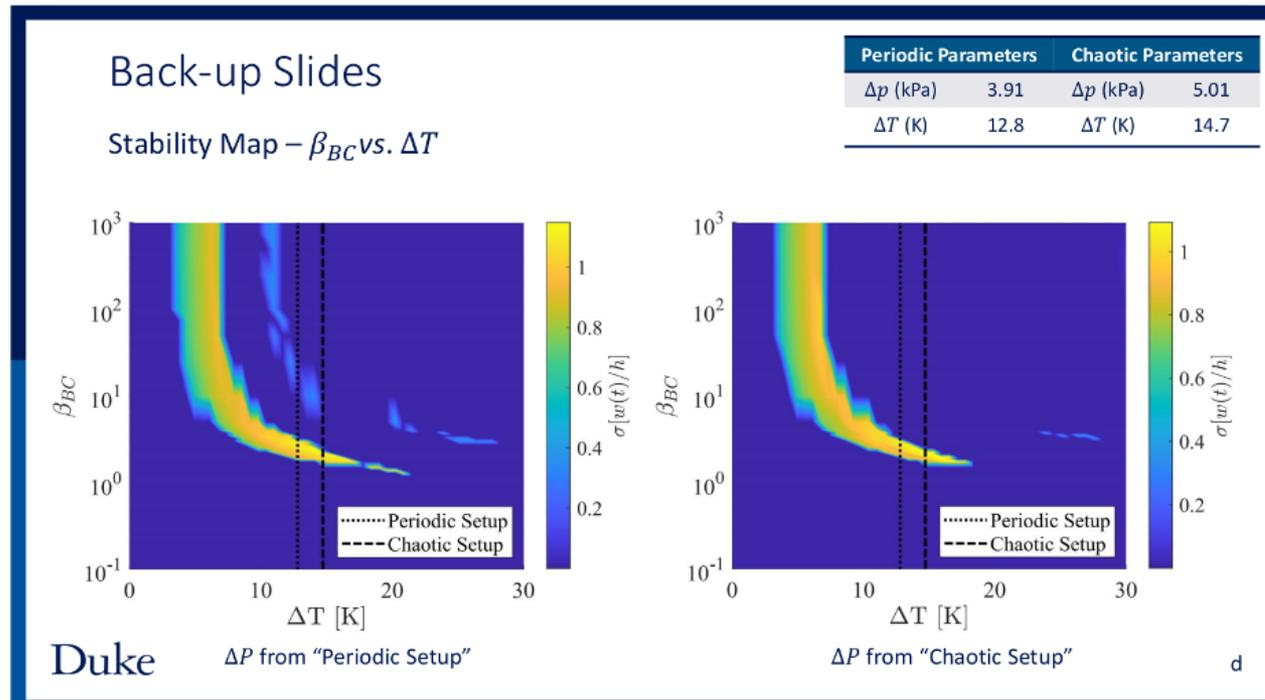 Back-up Slides
Periodic Parameters Chaotic Parameters
Δp (kPa) 3.91 Δp (kPa) 5.01
ΔT (K) 12.8 ΔT (K) 14.7
Stability Map – β_BC vs. ΔT
10^3
10^2
10^1
10^0
10^-1
β_BC
0 10 20 30
ΔT [K]
1
0.8
0.6
0.4
0.2
σ[w(t)/h]
Periodic Setup
Chaotic Setup
ΔP from “Periodic Setup”
10^3
10^2
10^1
10^0
10^-1
β_BC
0 10 20 30
ΔT [K]
1
0.8
0.6
0.4
0.2
σ[w(t)/h]
Periodic Setup
Chaotic Setup
ΔP from “Chaotic Setup”
Duke
d